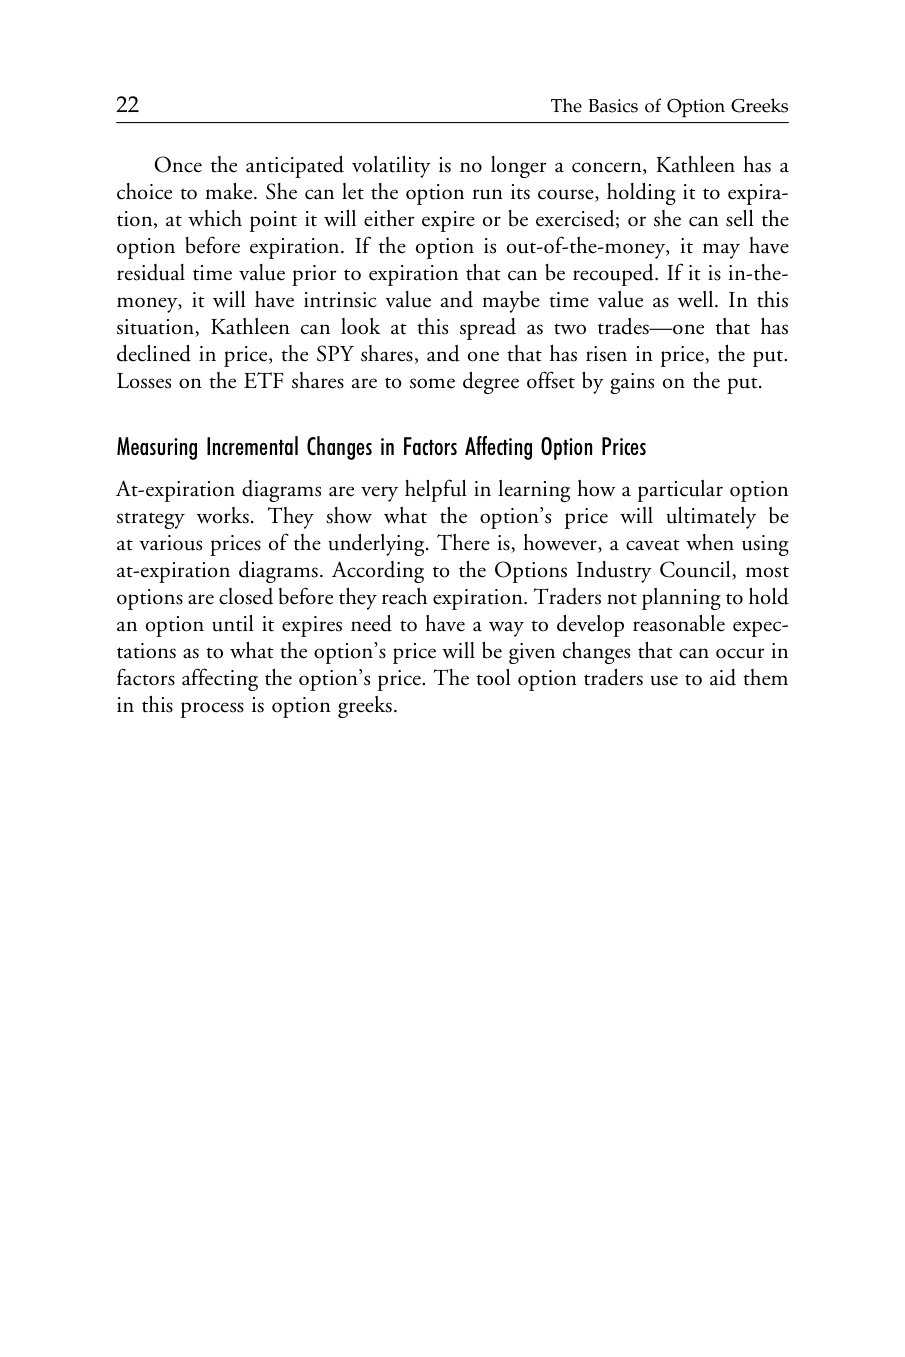 22 The Basics of Option Greeks
Once the anticipated volatility is no longer a concern, Kathleen has a
choice to make. She can let the option run its course, holding it to expira-
tion, at which point it will either expire or be exercised; or she can sell the
option before expiration. If the option is out-of-the-money, it may have
residual time value prior to expiration that can be recouped. If it is in-the-
money, it will have intrinsic value and maybe time value as well. In this
situation, Kathleen can look at this spread as two trades—one that has
declined in price, the SPY shares, and one that has risen in price, the put.
Losses on the ETF shares are to some degree offset by gains on the put.
Measuring Incremental Changes in Factors Affecting Option Prices
At-expiration diagrams are very helpful in learning how a particular option
strategy works. They show what the option’s price will ultimately be
at various prices of the underlying. There is, however, a caveat when using
at-expiration diagrams. According to the Options Industry Council, most
options are closed before they reach expiration. Traders not planning to hold
an option until it expires need to have a way to develop reasonable expec-
tations as to what the option’s price will be given changes that can occur in
factors affecting the option’s price. The tool option traders use to aid them
in this process is option greeks.